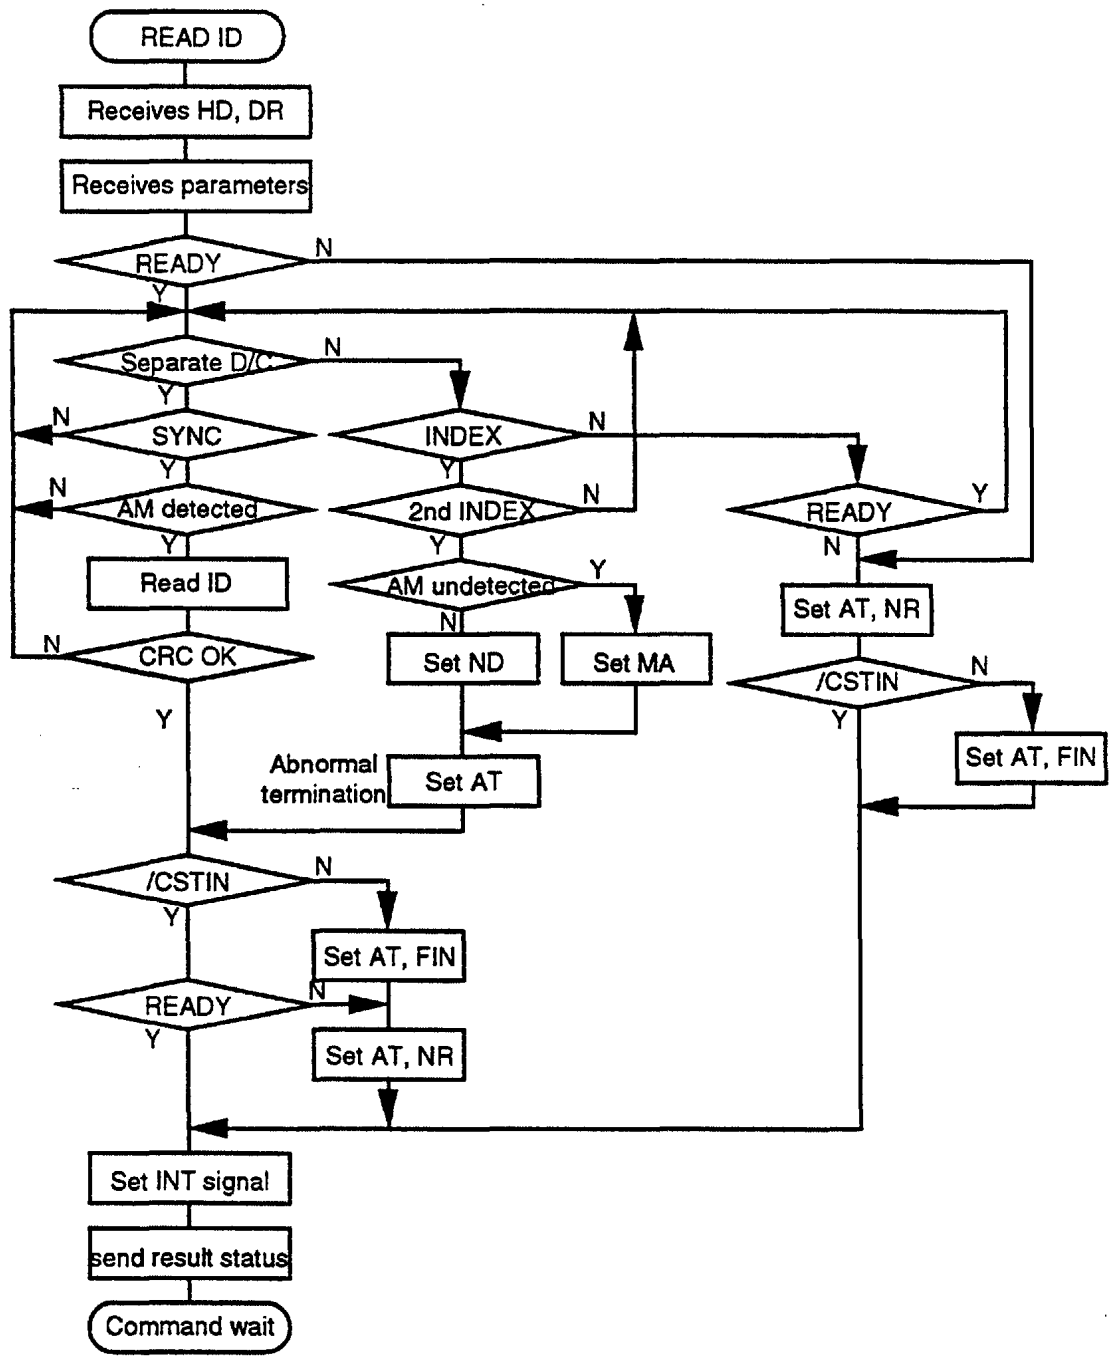 READ ID
Receives HD, DR
Receives parameters
READY
N
Y
Separate D/C
N
Y
SYNC
N
Y
INDEX
N
Y
AM detected
N
Y
2nd INDEX
N
Y
READY
Y
N
Read ID
AM undetected
Y
N
Set AT, NR
CRC OK
N
Y
Set ND
Set MA
/CSTIN
N
Y
Set AT, FIN
Abnormal
termination
Set AT
/CSTIN
N
Y
Set AT, FIN
READY
N
Y
Set AT, NR
Set INT signal
send result status
Command wait